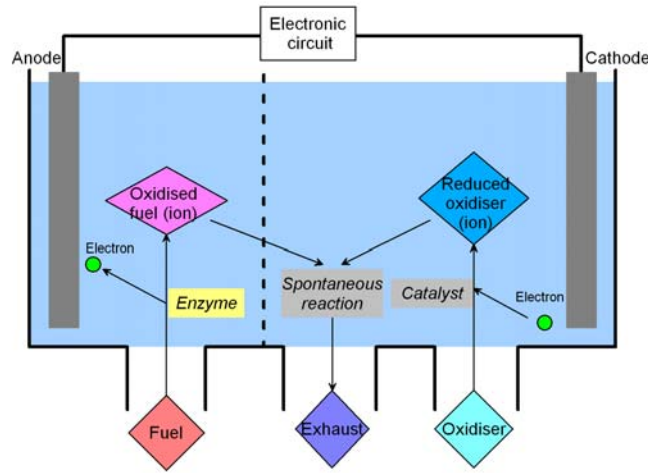 Electronic
circuit
Anode
Cathode
Oxidised
fuel (ion)
Reduced
oxidiser
(ion)
Electron
Enzyme
Spontaneous
reaction
Catalyst
Electron
Fuel
Exhaust
Oxidiser